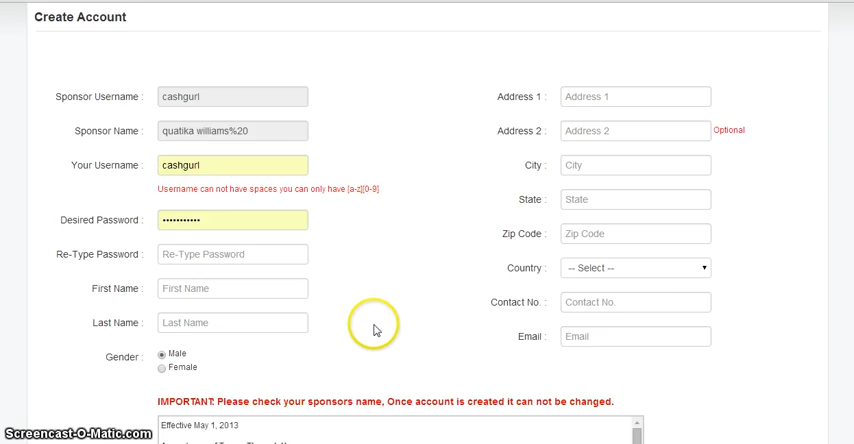 Create Account
Sponsor Username : cashgurl
Sponsor Name : quatika williams%20
Your Username : cashgurl
Username can not have spaces you can only have [a-z][0-9]
Desired Password : •••••••••••
Re-Type Password : Re-Type Password
First Name : First Name
Last Name : Last Name
Gender : Male
Female
Address 1 : Address 1
Address 2 : Address 2 Optional
City : City
State : State
Zip Code : Zip Code
Country : -- Select --
Contact No. : Contact No.
Email : Email
IMPORTANT: Please check your sponsors name, Once account is created it can not be changed.
Effective May 1, 2013
Screencast-O-Matic.com